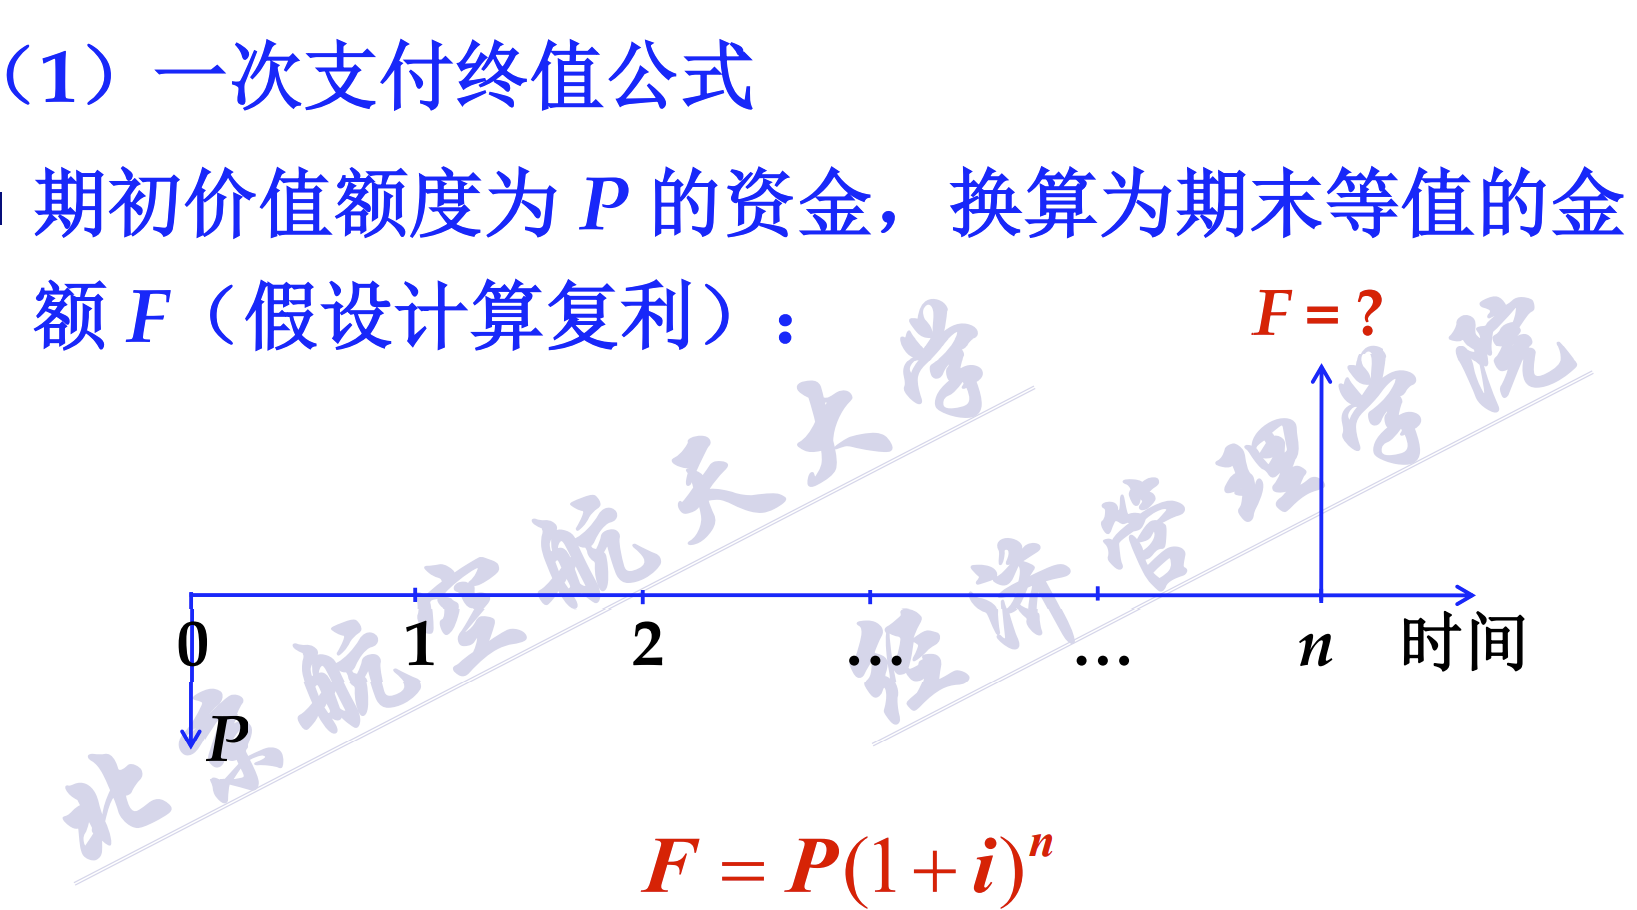 （1）一次支付终值公式
期初价值额度为 P 的资金，换算为期末等值的金
额 F（假设计算复利）：
F = ?
0 1 2 … … n 时间
P
F = P(1 + i)ⁿ
北京航空航天大学
经济管理学院